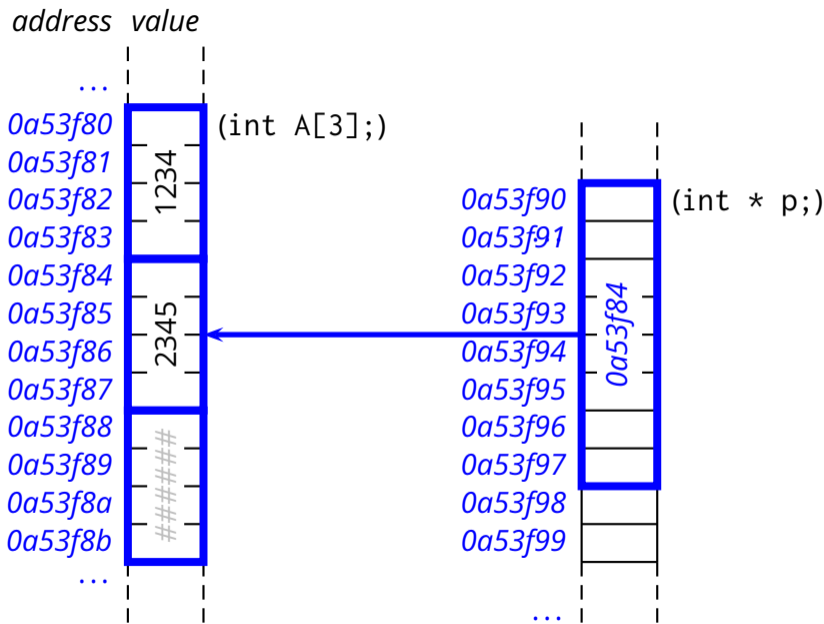 address value
...
0a53f80 (int A[3];)
0a53f81
0a53f82
0a53f83
1234
0a53f84
0a53f85
0a53f86
0a53f87
2345
0a53f88
0a53f89
0a53f8a
0a53f8b
######
...
0a53f90 (int * p;)
0a53f91
0a53f92
0a53f93
0a53f94
0a53f95
0a53f96
0a53f97
0a53f84
0a53f98
0a53f99
...